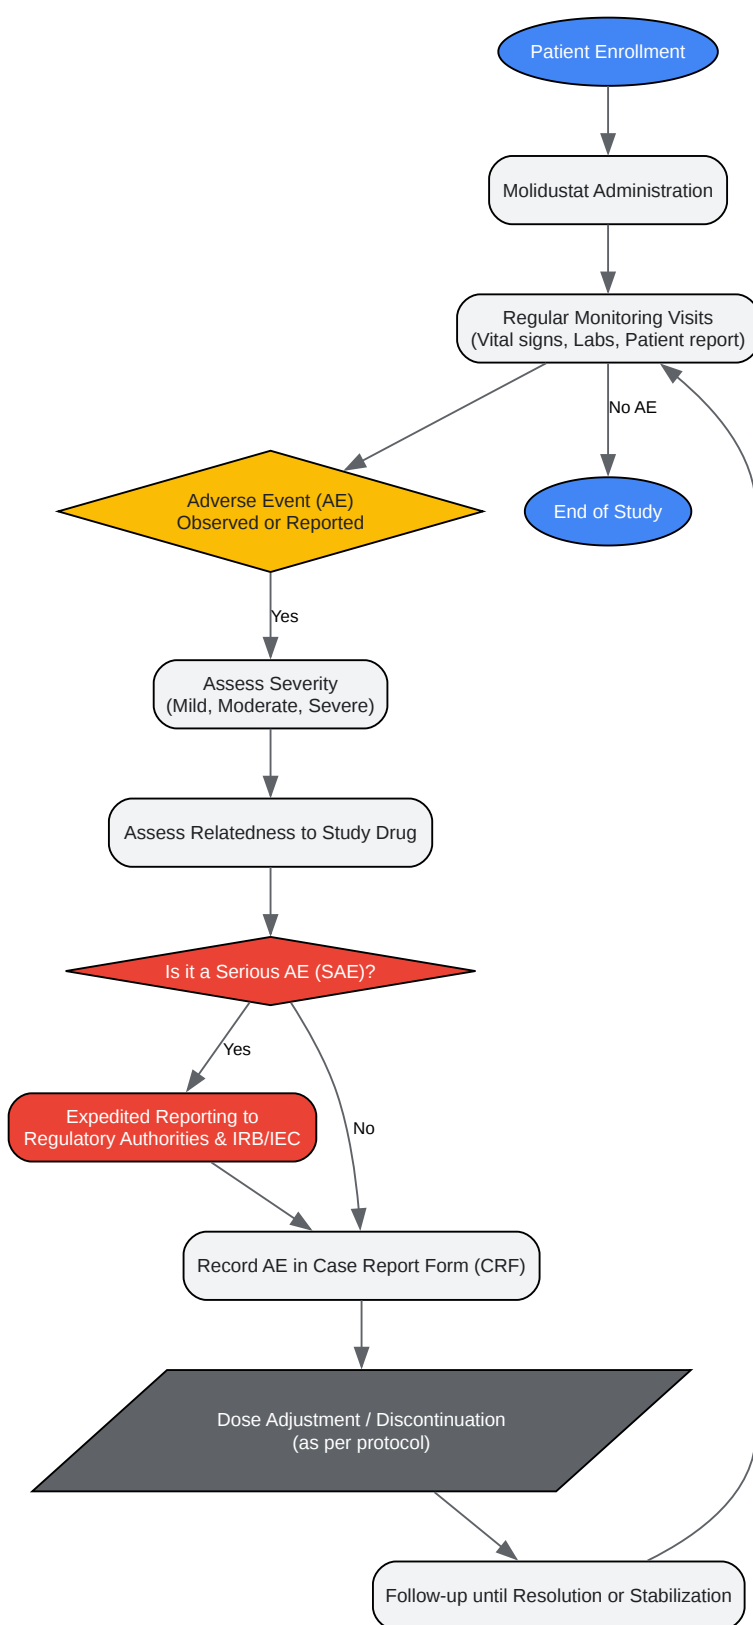 Patient Enrollment
Molidustat Administration
Regular Monitoring Visits
(Vital signs, Labs, Patient report)
No AE
Adverse Event (AE)
Observed or Reported
End of Study
Yes
Assess Severity
(Mild, Moderate, Severe)
Assess Relatedness to Study Drug
Is it a Serious AE (SAE)?
Yes
Expedited Reporting to
Regulatory Authorities & IRB/IEC
No
Record AE in Case Report Form (CRF)
Dose Adjustment / Discontinuation
(as per protocol)
Follow-up until Resolution or Stabilization